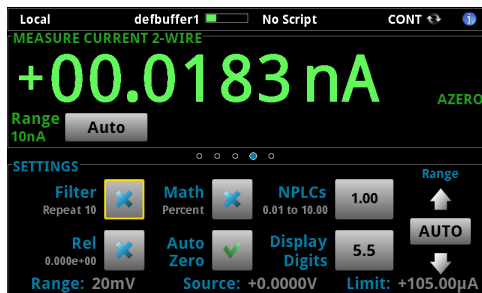 Local defbuffer1 No Script CONT
MEASURE CURRENT 2-WIRE
+00.0183 nA
AZERO
Range
10nA Auto
SETTINGS
Range
Filter Math NPLCs 1.00
Repeat 10 Percent 0.01 to 10.00
AUTO
Rel Auto Display 5.5
0.000e+00 Zero Digits
Range: 20mV Source: +0.0000V Limit: +105.00µA